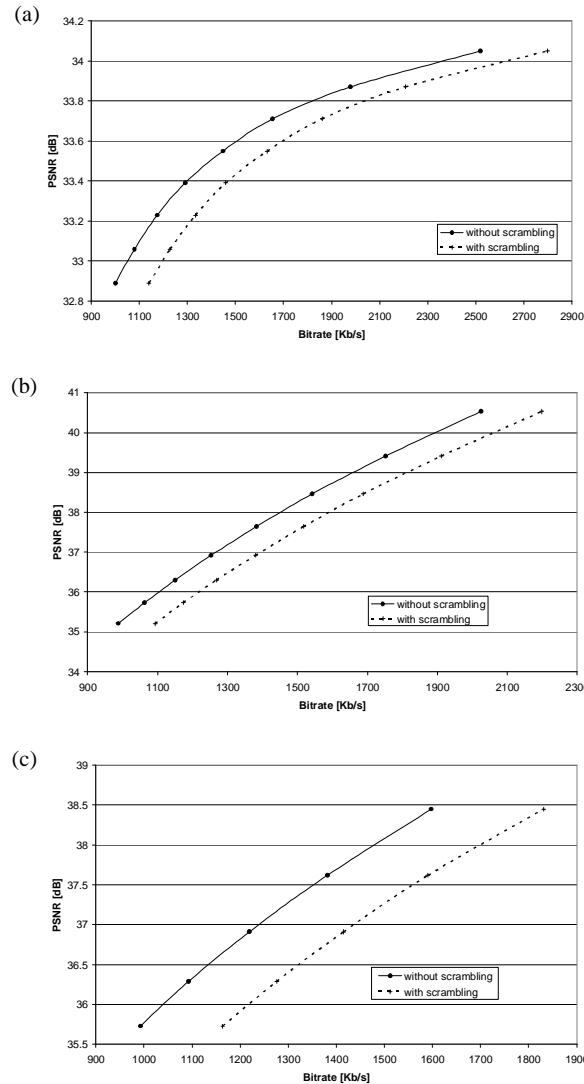 (a)
34.2
34
33.8
33.6
33.4
33.2
33
32.8
PSNR [dB]
without scrambling
with scrambling
900 1100 1300 1500 1700 1900 2100 2300 2500 2700 2900
Bitrate [Kb/s]
(b)
41
40
39
38
37
36
35
34
PSNR [dB]
without scrambling
with scrambling
900 1100 1300 1500 1700 1900 2100 230
Bitrate [Kb/s]
(c)
39
38.5
38
37.5
37
36.5
36
35.5
PSNR [dB]
without scrambling
with scrambling
900 1000 1100 1200 1300 1400 1500 1600 1700 1800 1900
Bitrate [Kb/s]